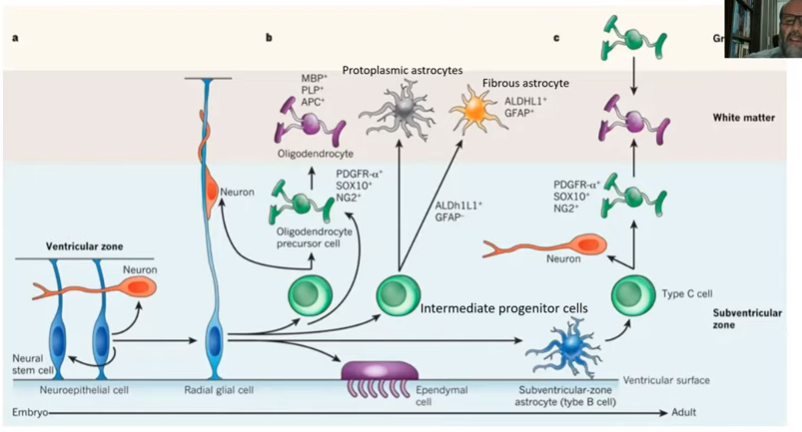 a
b
c
Gr
Protoplasmic astrocytes
MBP⁺
PLP⁺
APC⁺
Fibrous astrocyte
ALDHL1⁺
GFAP⁺
White matter
Oligodendrocyte
PDGFR-α⁺
SOX10⁺
NG2⁺
PDGFR-α⁺
SOX10⁺
NG2⁺
Neuron
ALDh1L1⁺
GFAP⁻
Oligodendrocyte
precursor cell
Ventricular zone
Neuron
Neuron
Type C cell
Intermediate progenitor cells
Subventricular
zone
Neural
stem cell
Neuroepithelial cell
Radial glial cell
Ependymal
cell
Subventricular-zone
astrocyte (tybe B cell)
Ventricular surface
Embryo
Adult